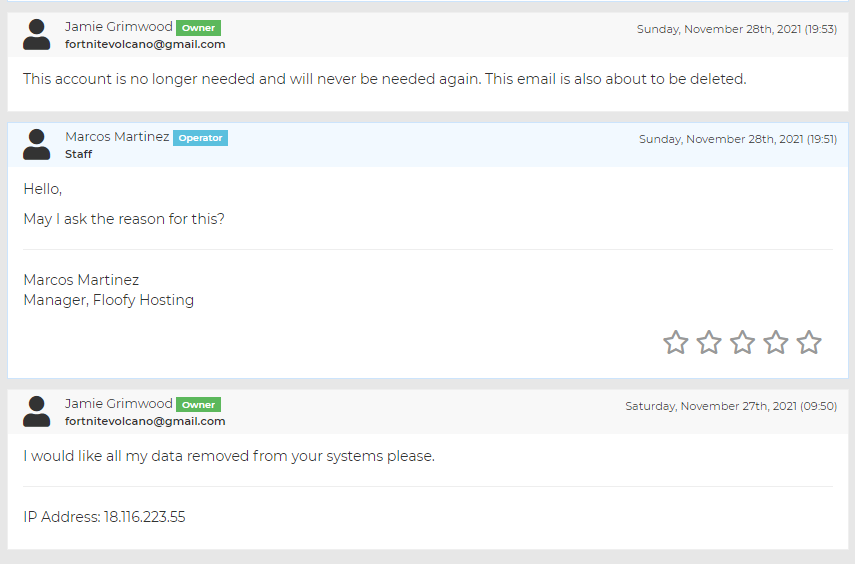 Jamie Grimwood Owner
Sunday, November 28th, 2021 (19:53)
fortnitevolcano@gmail.com
This account is no longer needed and will never be needed again. This email is also about to be deleted.
Marcos Martinez Operator
Sunday, November 28th, 2021 (19:51)
Staff
Hello,
May I ask the reason for this?
Marcos Martinez
Manager, Floofy Hosting
Jamie Grimwood Owner
Saturday, November 27th, 2021 (09:50)
fortnitevolcano@gmail.com
I would like all my data removed from your systems please.
IP Address: 18.116.223.55